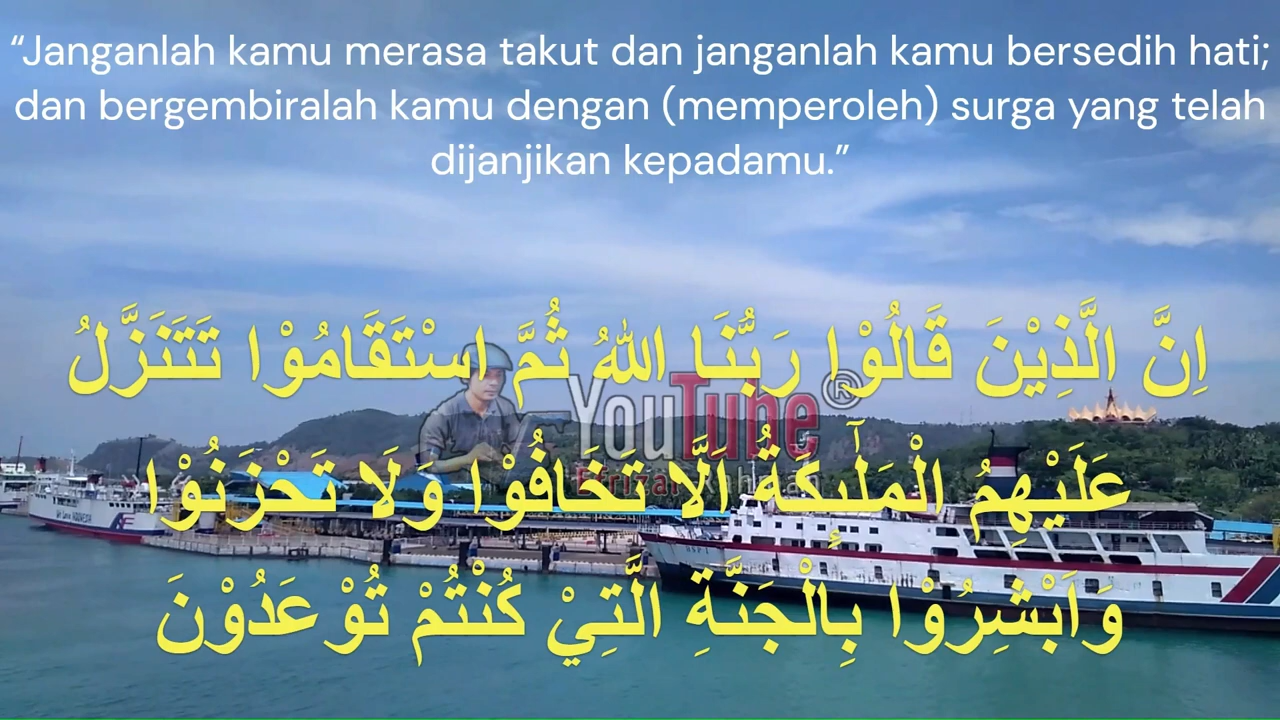 “Janganlah kamu merasa takut dan janganlah kamu bersedih hati;
dan bergembiralah kamu dengan (memperoleh) surga yang telah
dijanjikan kepadamu.”
اِنَّ الَّذِيْنَ قَالُوْا رَبُّنَا اللهُ ثُمَّ اسْتَقَامُوْا تَتَنَزَّلُ
YouTube®
عَلَيْهِمُ الْمَلٰۤىِٕكَةُ اَلَّا تَخَافُوْا وَلَا تَحْزَنُوْا
وَاَبْشِرُوْا بِالْجَنَّةِ الَّتِيْ كُنْتُمْ تُوْعَدُوْنَ